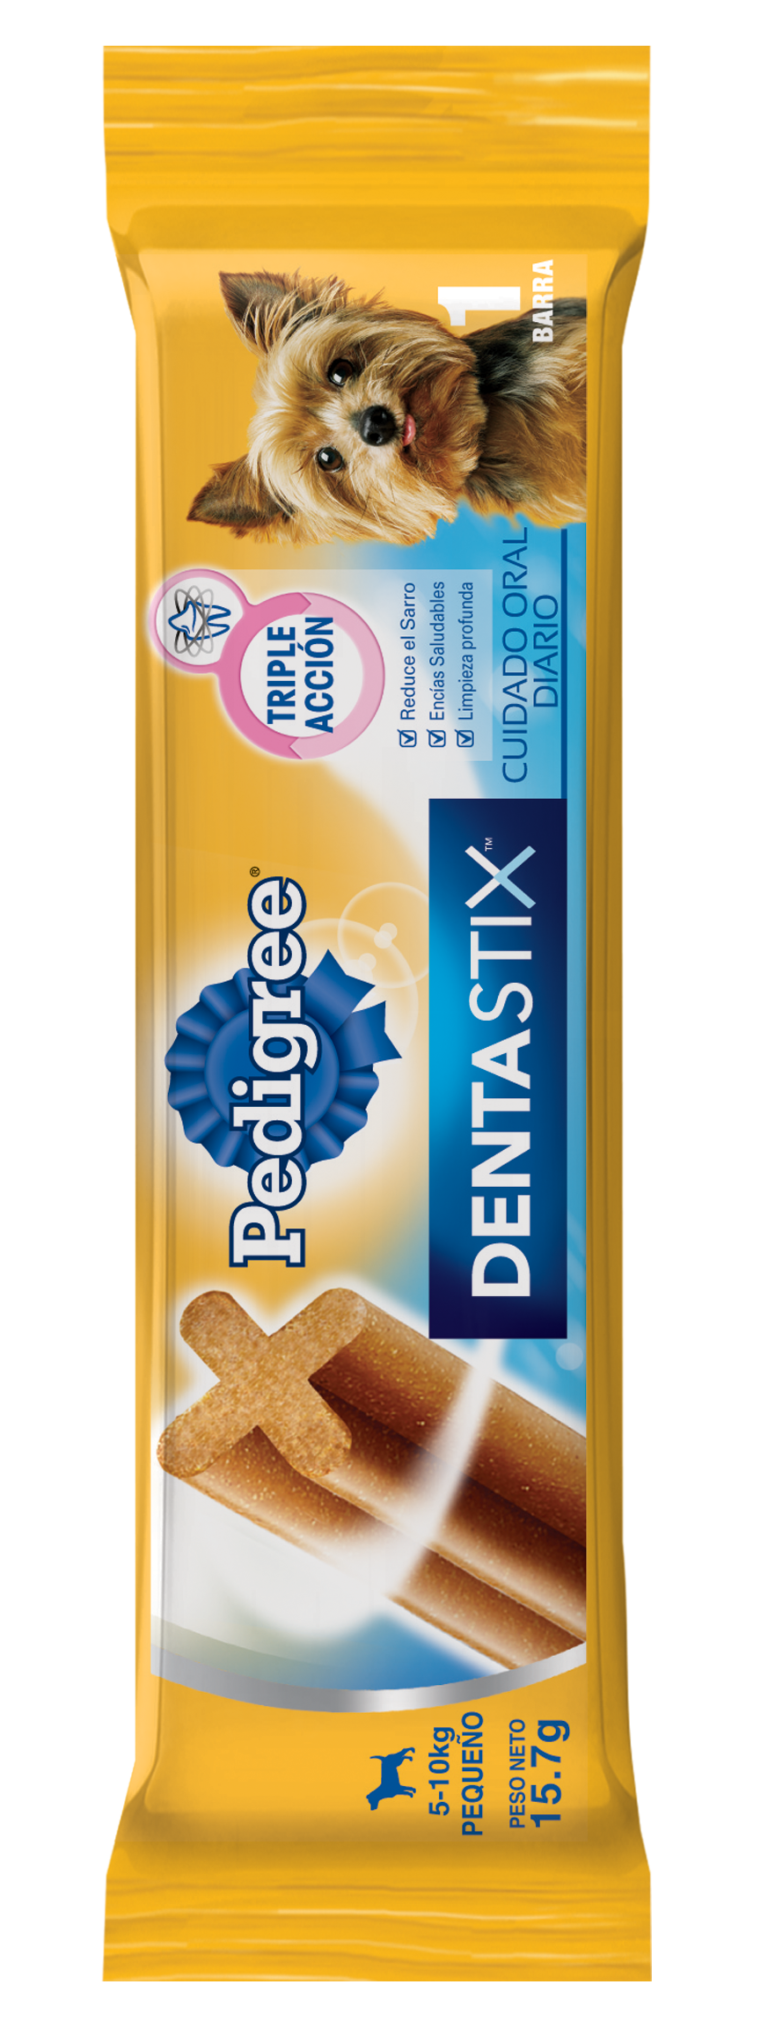 5-10kg
PEQUEÑO
PESO NETO
15.7g
Pedigree®
DENTASTIX™
TRIPLE
ACCIÓN
Reduce el Sarro
Encías Saludables
Limpieza profunda
CUIDADO ORAL
DIARIO
1
BARRA